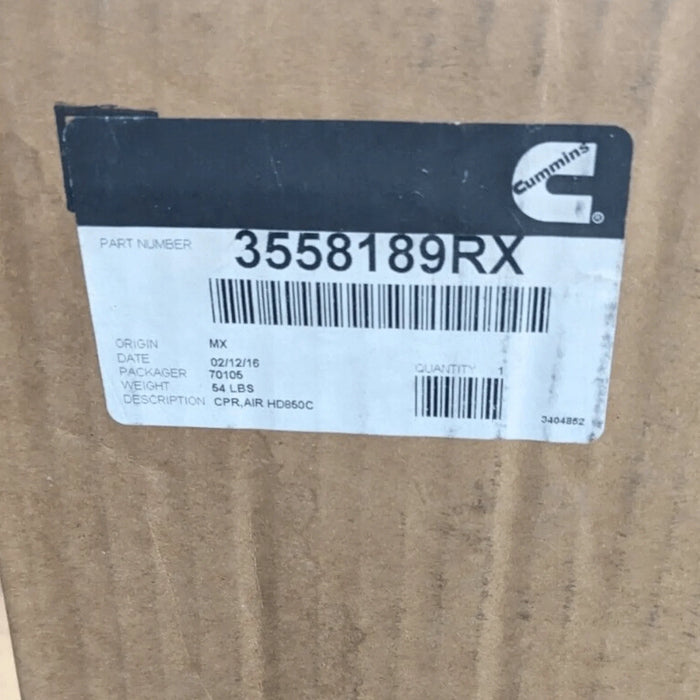 Cummins
®
PART NUMBER 3558189RX
ORIGIN MX
DATE 02/12/16
PACKAGER 70105
WEIGHT 54 LBS
DESCRIPTION CPR,AIR HD850C
QUANTITY 1
3404852